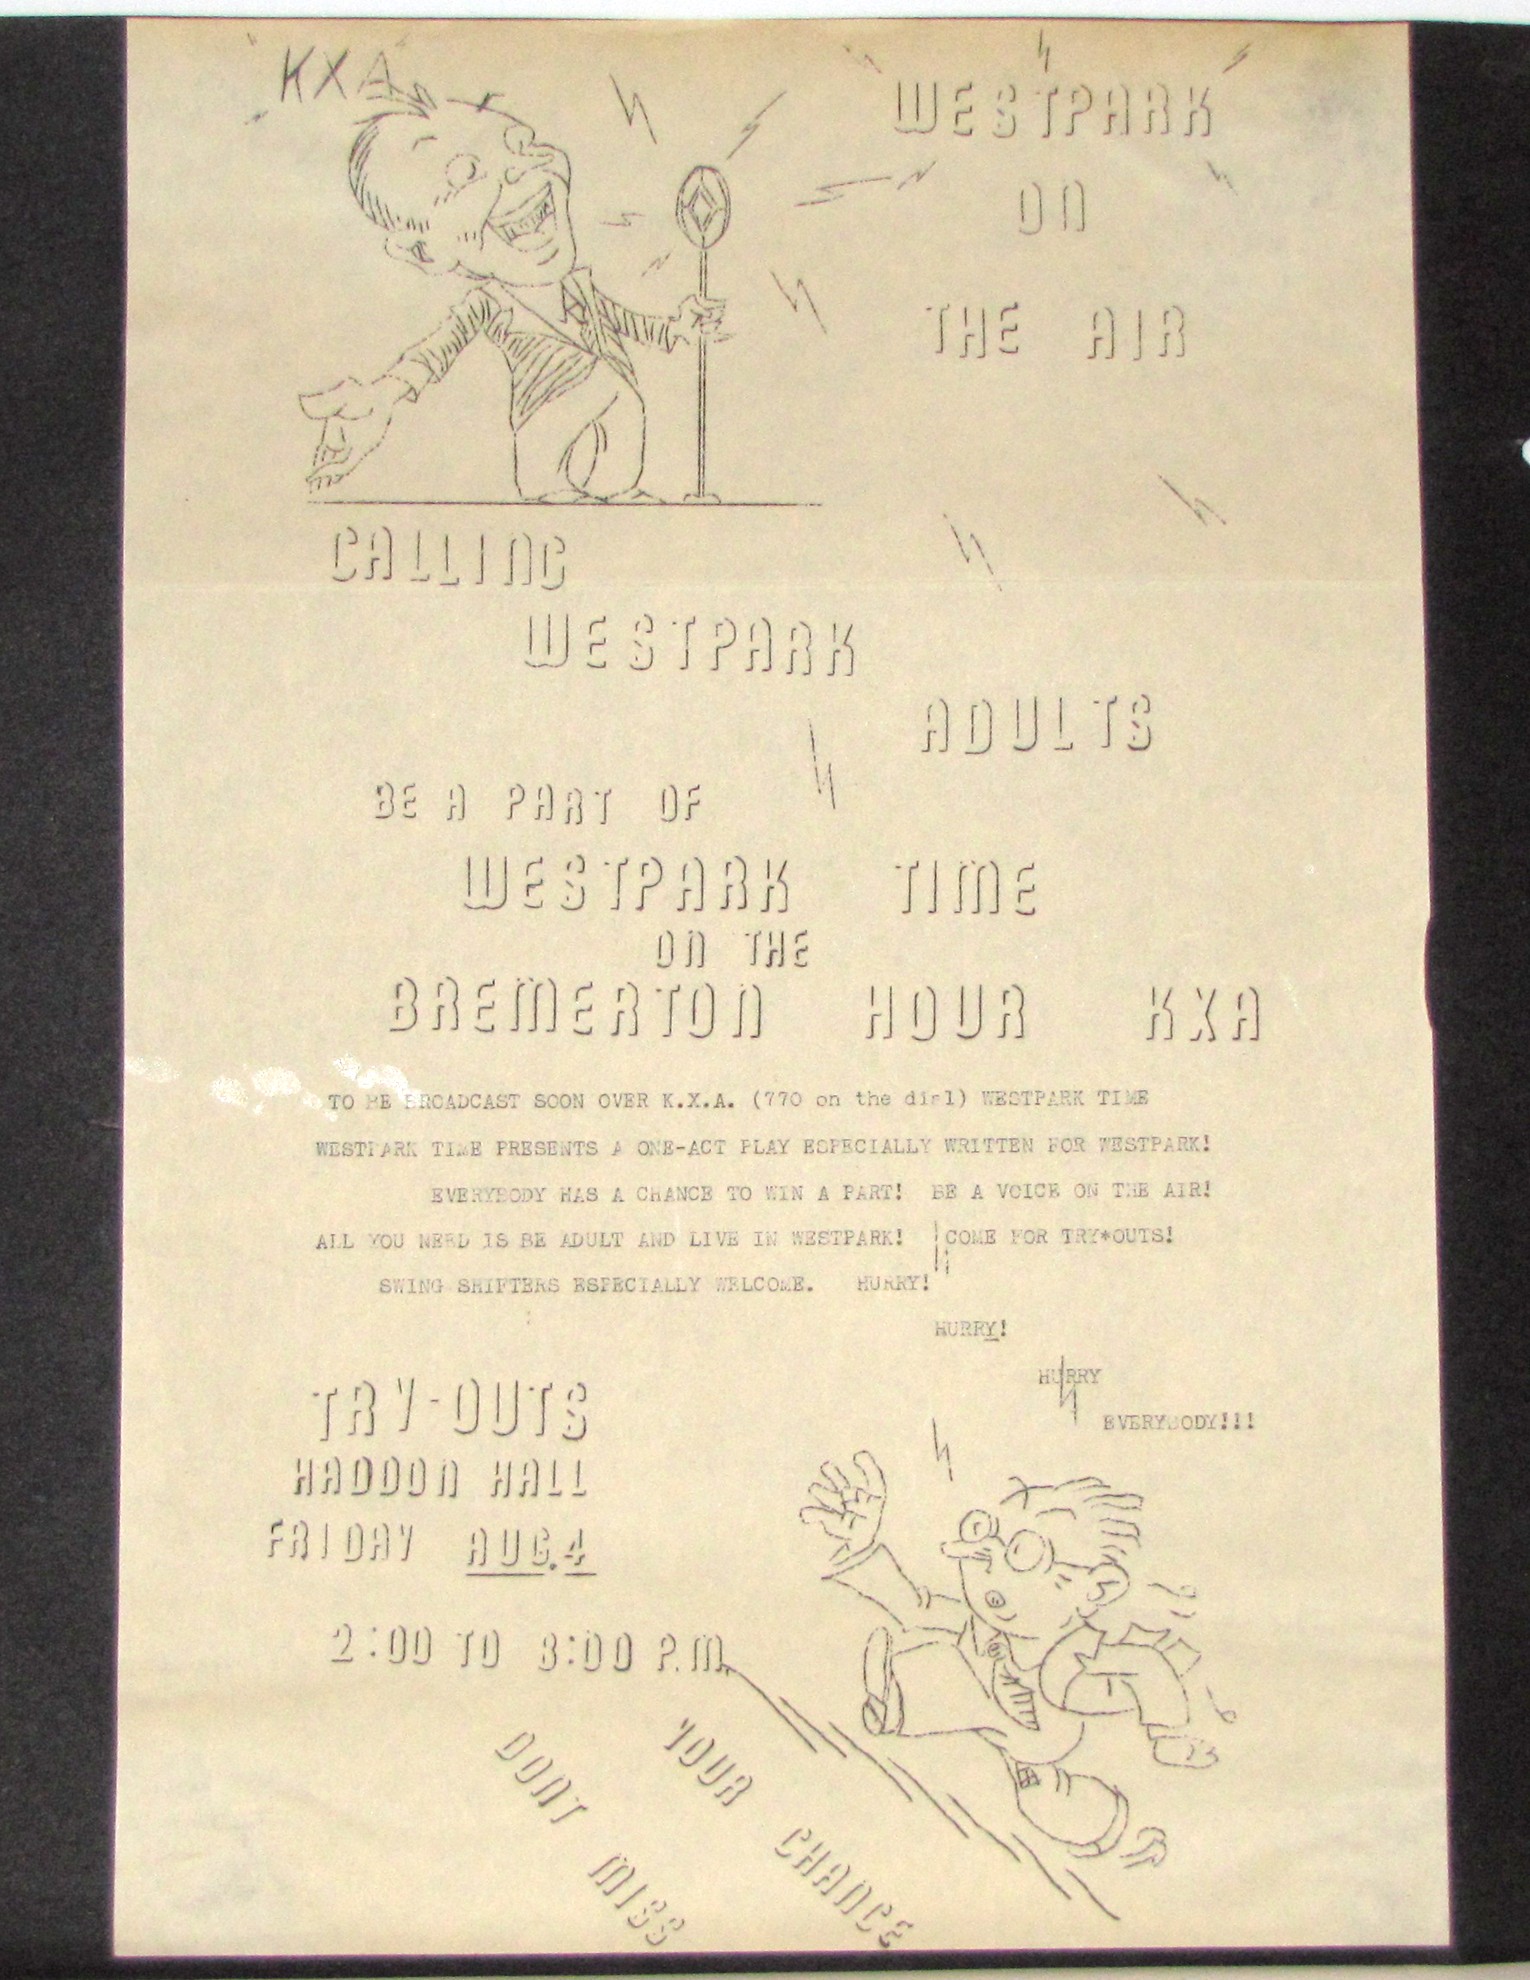 KXA
WESTPARK
ON
THE AIR
CALLING
WESTPARK
ADULTS
BE A PART OF
WESTPARK TIME
ON THE
BREMERTON HOUR KXA
TO BE BROADCAST SOON OVER K.X.A. (770 on the dial) WESTPARK TIME
WESTPARK TIME PRESENTS A ONE-ACT PLAY ESPECIALLY WRITTEN FOR WESTPARK!
EVERYBODY HAS A CHANCE TO WIN A PART! BE A VOICE ON THE AIR!
ALL YOU NEED IS BE ADULT AND LIVE IN WESTPARK! COME FOR TRY*OUTS!
SWING SHIFTERS ESPECIALLY WELCOME. HURRY!
HURRY!
HURRY
EVERYBODY!!!
TRY-OUTS
HADDON HALL
FRIDAY AUG. 4
2:00 TO 8:00 P.M.
DONT MISS
YOUR CHANCE